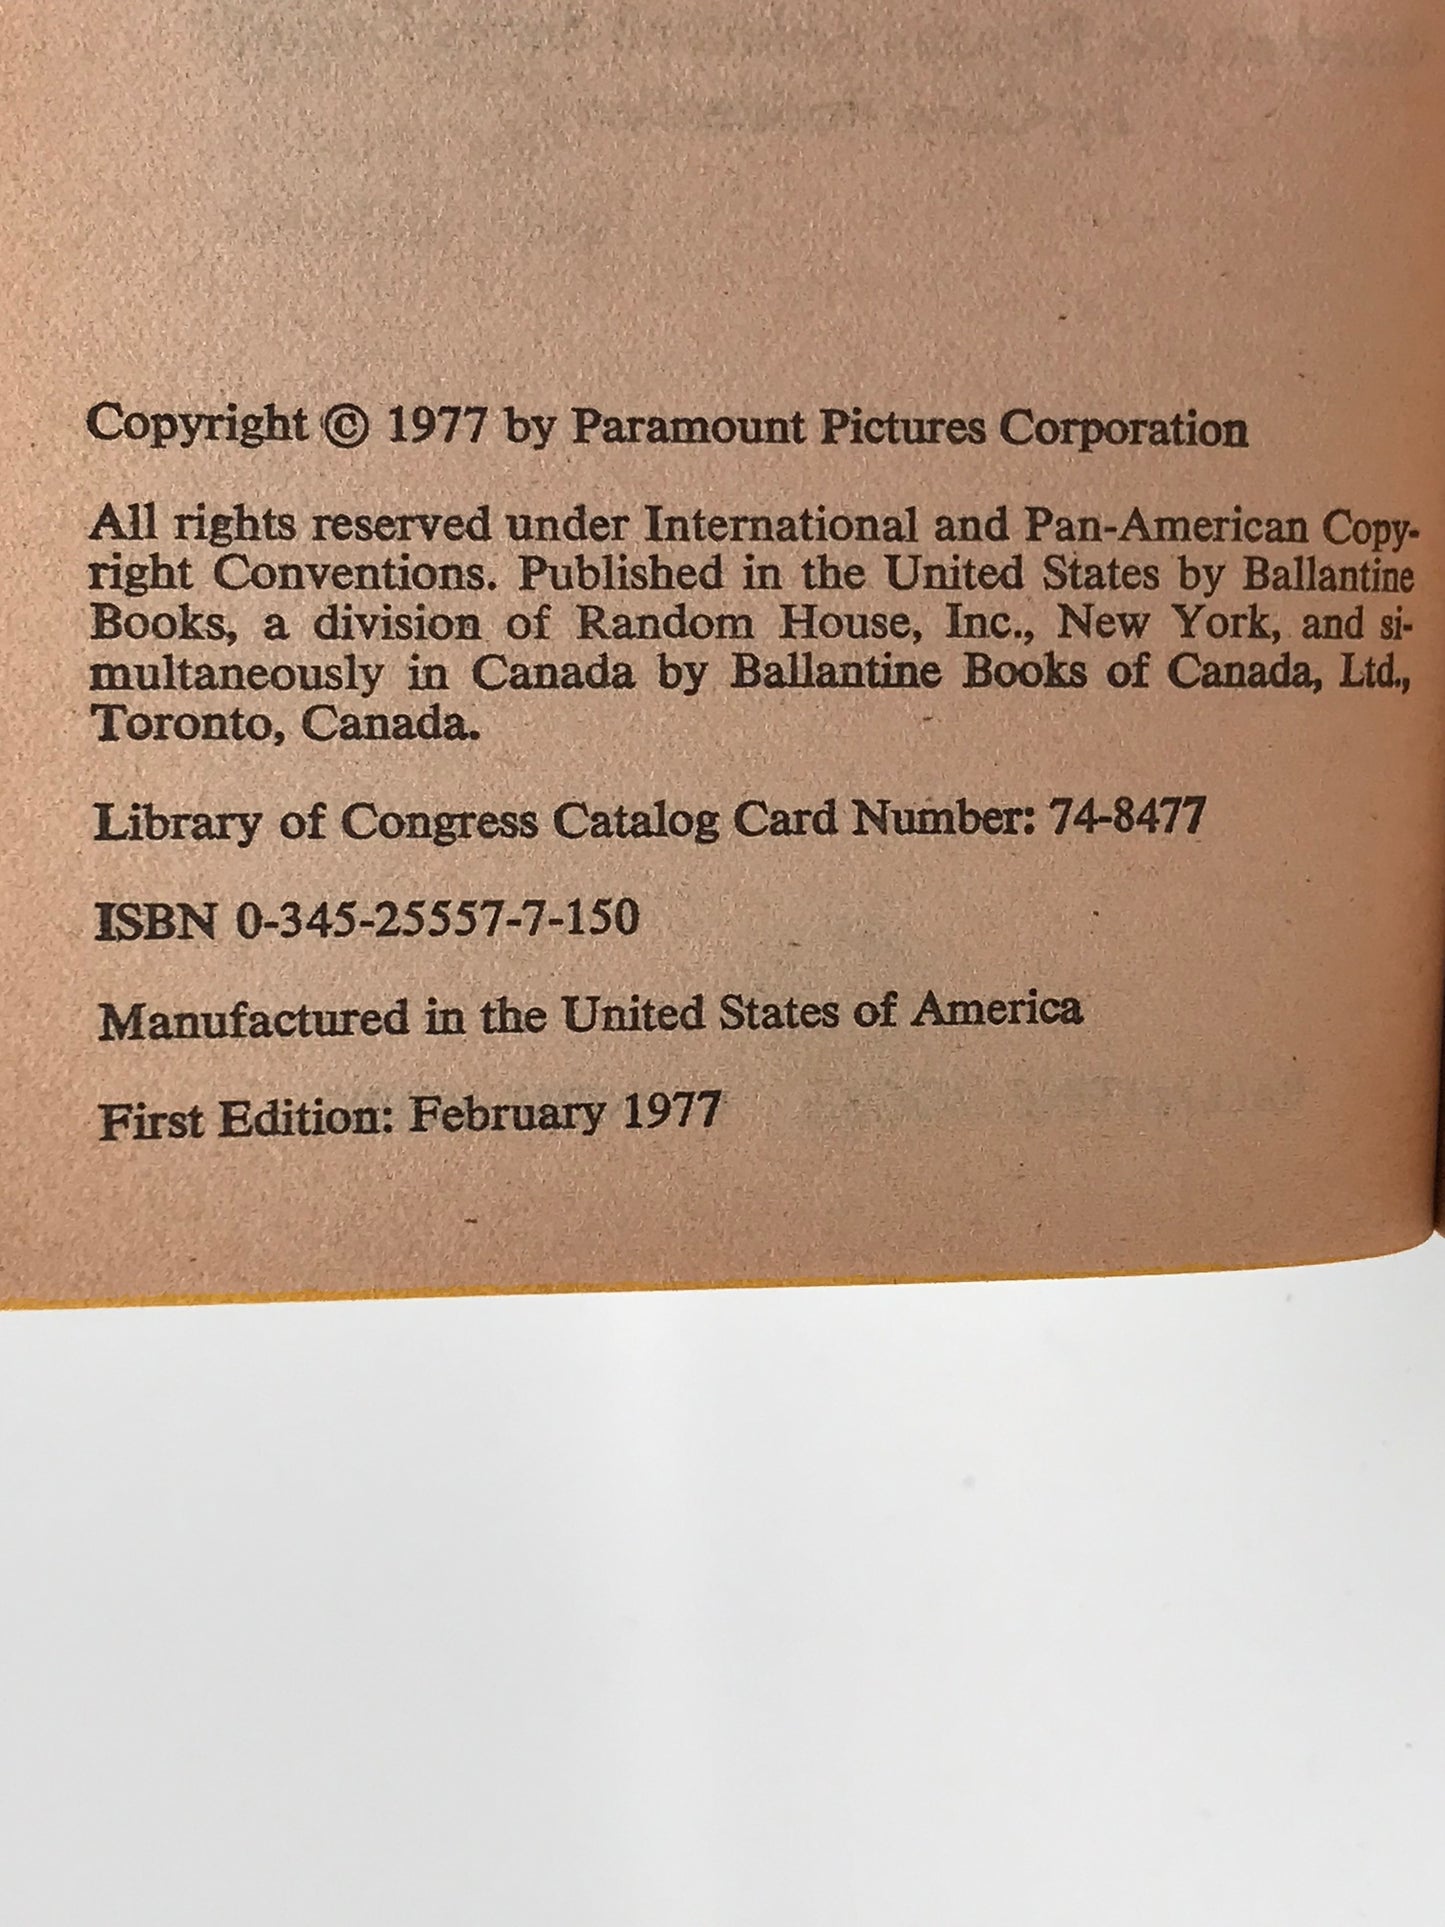 Copyright © 1977 by Paramount Pictures Corporation
All rights reserved under International and Pan-American Copy-
right Conventions. Published in the United States by Ballantine
Books, a division of Random House, Inc., New York, and si-
multaneously in Canada by Ballantine Books of Canada, Ltd.,
Toronto, Canada.
Library of Congress Catalog Card Number: 74-8477
ISBN 0-345-25557-7-150
Manufactured in the United States of America
First Edition: February 1977